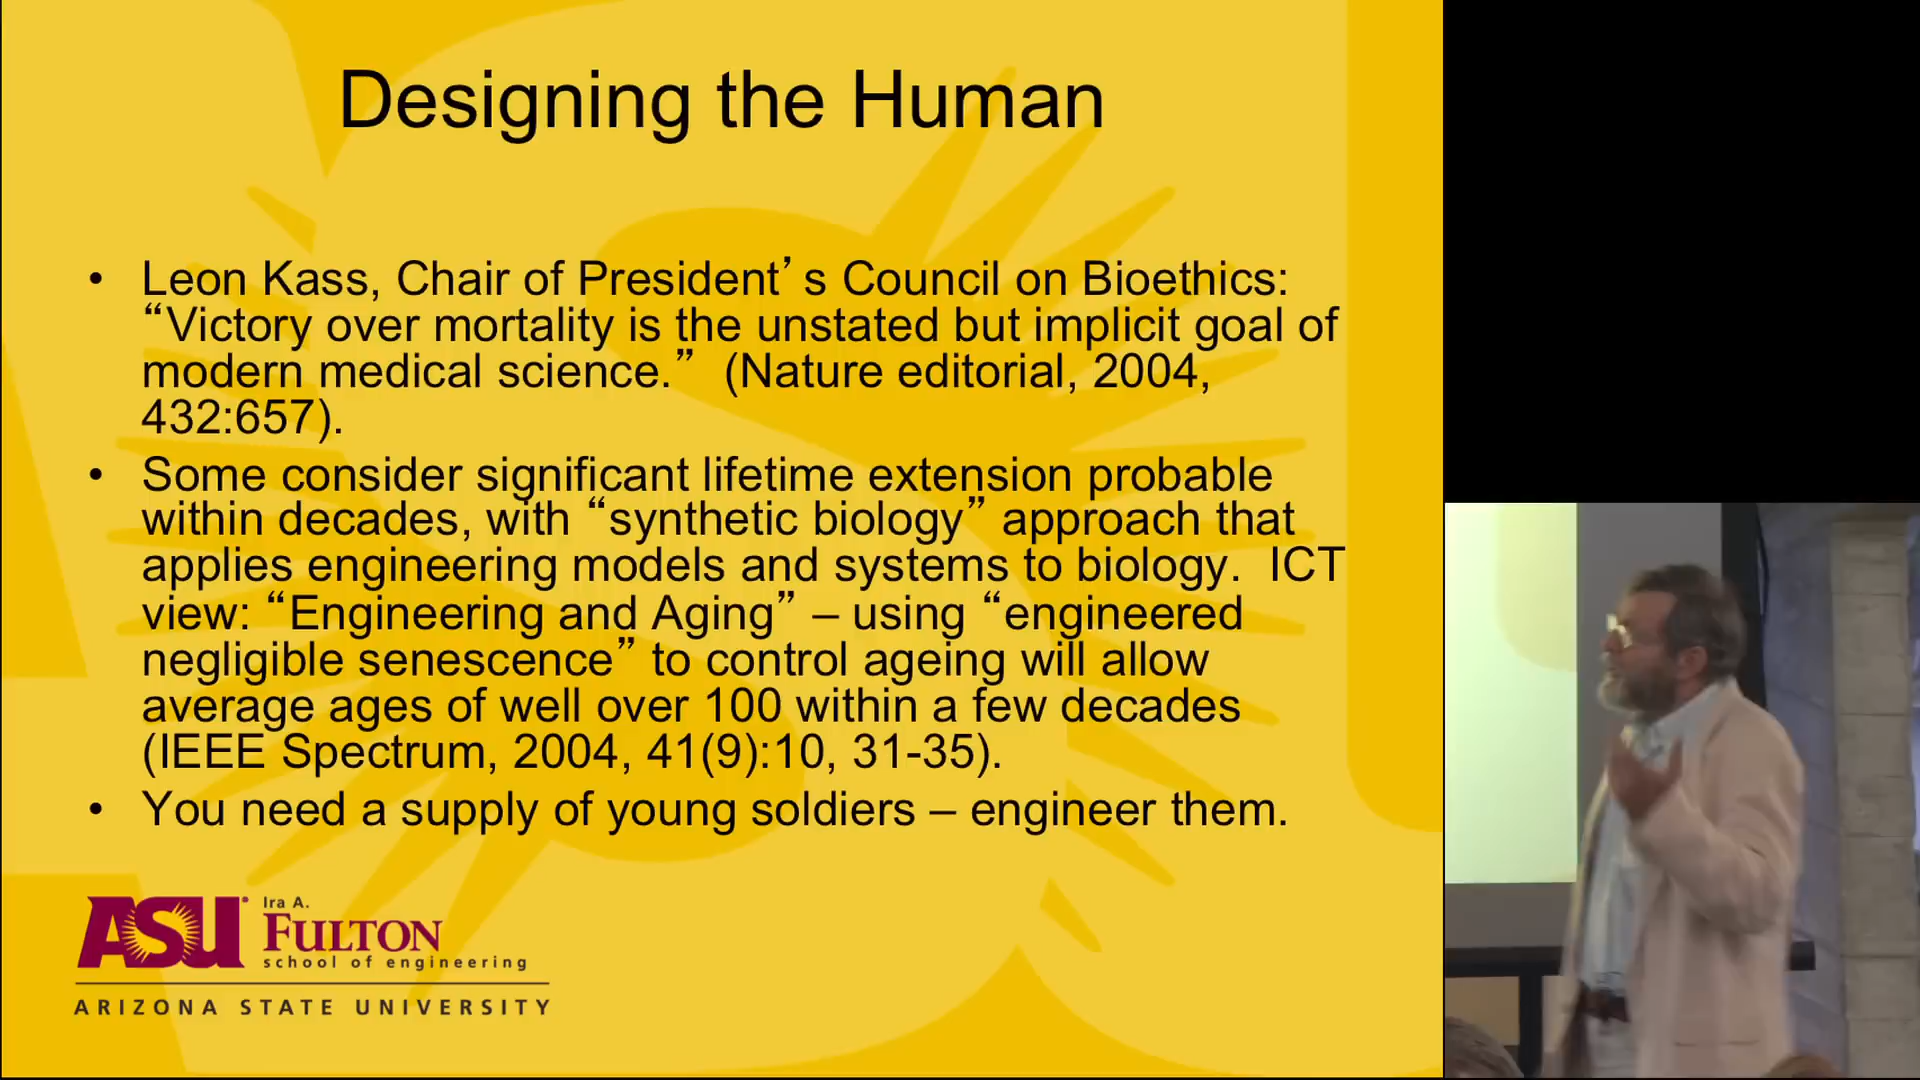 Designing the Human
• Leon Kass, Chair of President’s Council on Bioethics:
“Victory over mortality is the unstated but implicit goal of
modern medical science.” (Nature editorial, 2004,
432:657).
• Some consider significant lifetime extension probable
within decades, with “synthetic biology” approach that
applies engineering models and systems to biology. ICT
view: “Engineering and Aging” – using “engineered
negligible senescence” to control ageing will allow
average ages of well over 100 within a few decades
(IEEE Spectrum, 2004, 41(9):10, 31-35).
• You need a supply of young soldiers – engineer them.
ASU Ira A.
FULTON
school of engineering
ARIZONA STATE UNIVERSITY